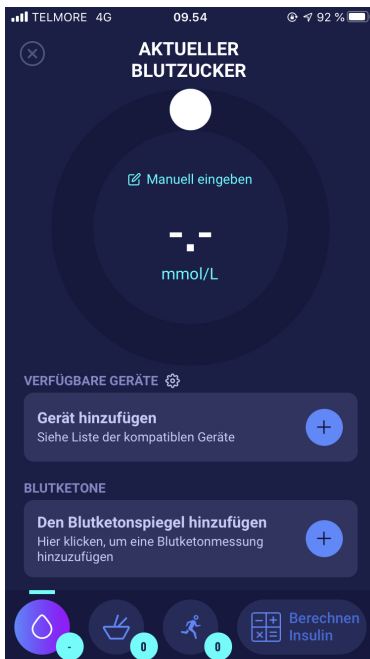 TELMORE 4G 09.54 92 %
AKTUELLER
BLUTZUCKER
Manuell eingeben
-.-
mmol/L
VERFÜGBARE GERÄTE
Gerät hinzufügen
Siehe Liste der kompatiblen Geräte
BLUTKETONE
Den Blutketonspiegel hinzufügen
Hier klicken, um eine Blutketonmessung
hinzuzufügen
- 0 0
Berechnen
Insulin